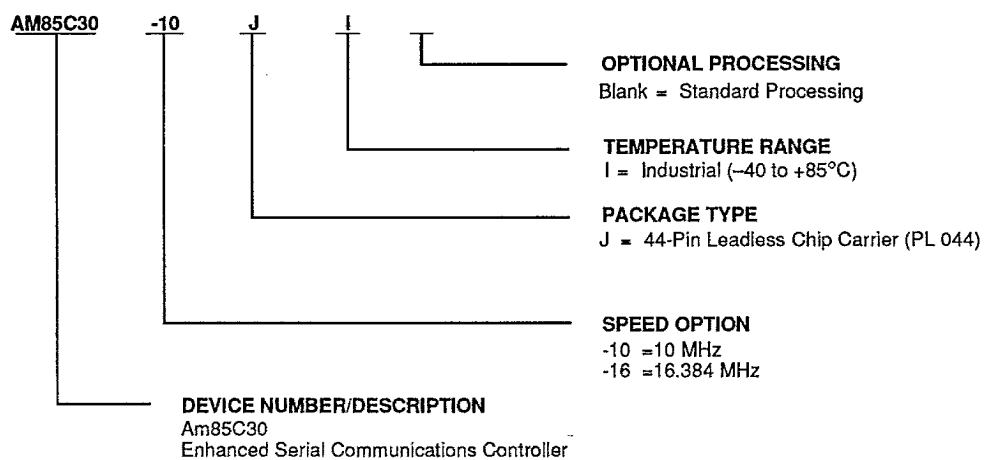 AM85C30 -10 J I
OPTIONAL PROCESSING
Blank = Standard Processing
TEMPERATURE RANGE
I = Industrial (–40 to +85°C)
PACKAGE TYPE
J = 44-Pin Leadless Chip Carrier (PL 044)
SPEED OPTION
-10 =10 MHz
-16 =16.384 MHz
DEVICE NUMBER/DESCRIPTION
Am85C30
Enhanced Serial Communications Controller